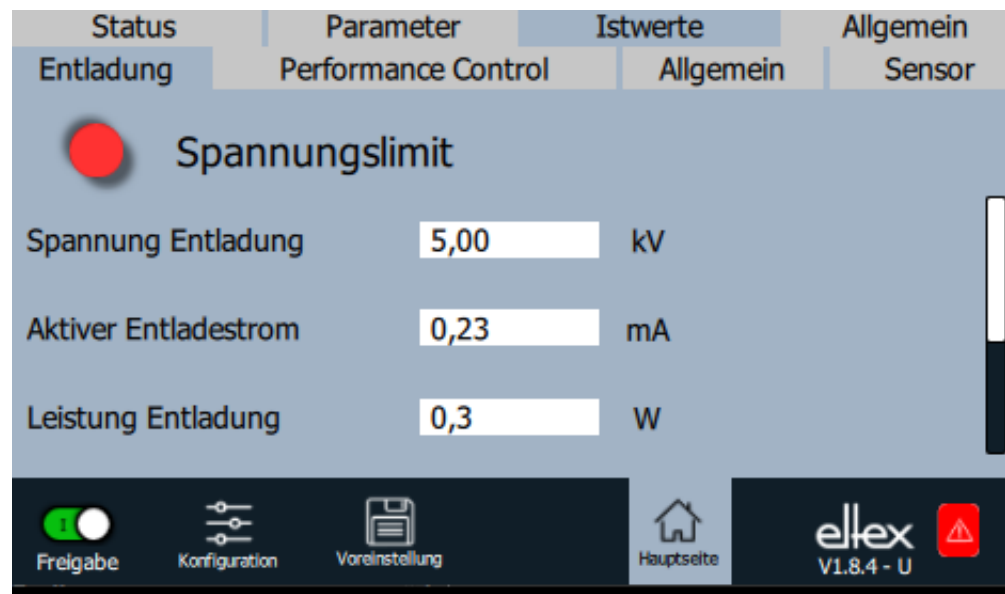 Status Parameter Istwerte Allgemein
Entladung Performance Control Allgemein Sensor
Spannungslimit
Spannung Entladung 5,00 kV
Aktiver Entladestrom 0,23 mA
Leistung Entladung 0,3 W
I
Freigabe Konfiguration Voreinstellung Hauptseite
eltex
V1.8.4 - U